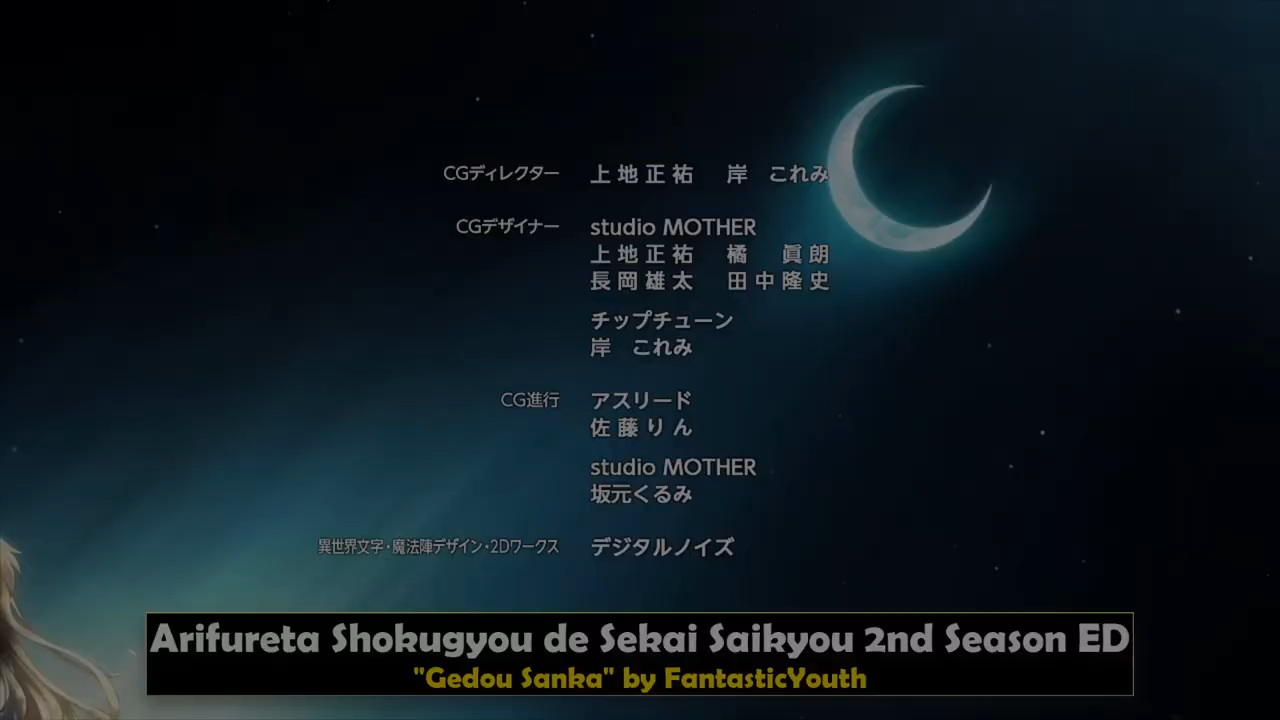 CGディレクター 上地正祐 岸 これみ
CGデザイナー studio MOTHER
上地正祐 橘 眞朗
長岡雄太 田中隆史
チップチューン
岸 これみ
CG進行 アスリード
佐藤りん
studio MOTHER
坂元くるみ
異世界文字・魔法陣デザイン・2Dワークス デジタルノイズ
Arifureta Shokugyou de Sekai Saikyou 2nd Season ED
"Gedou Sanka" by FantasticYouth